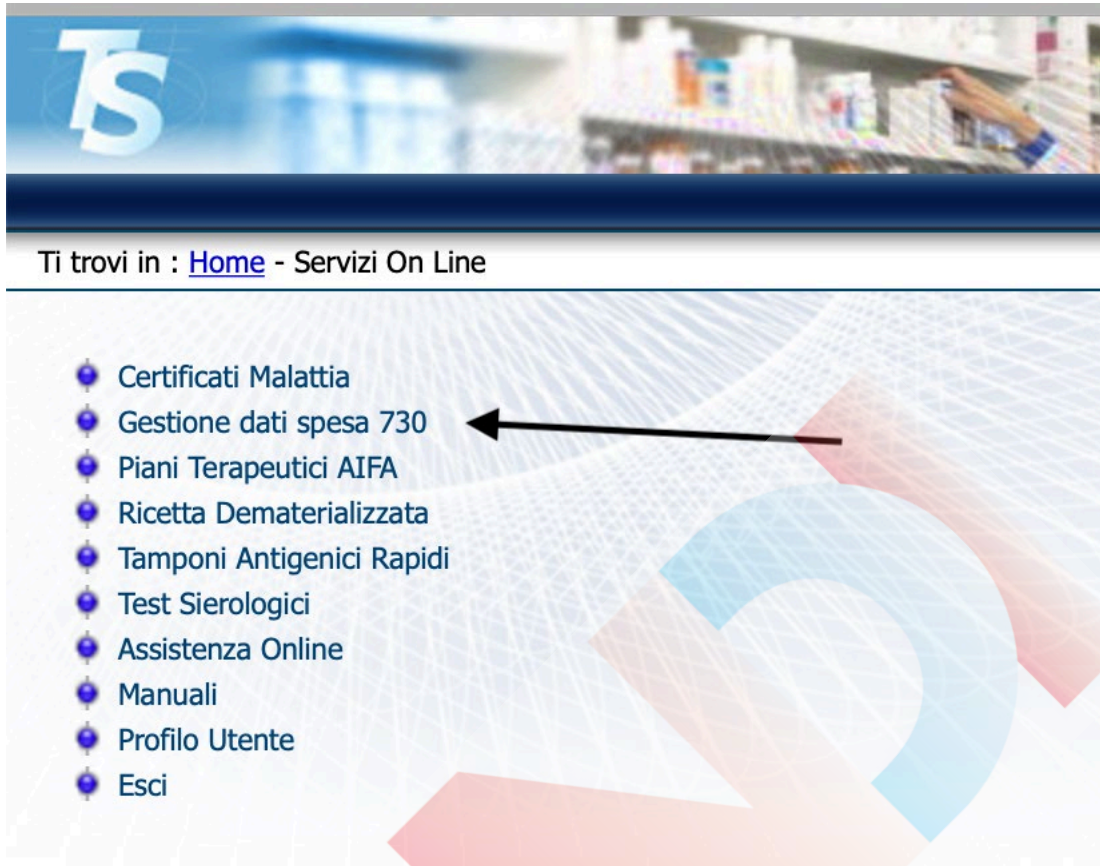 TS
Ti trovi in : Home - Servizi On Line
Certificati Malattia
Gestione dati spesa 730
Piani Terapeutici AIFA
Ricetta Dematerializzata
Tamponi Antigenici Rapidi
Test Sierologici
Assistenza Online
Manuali
Profilo Utente
Esci